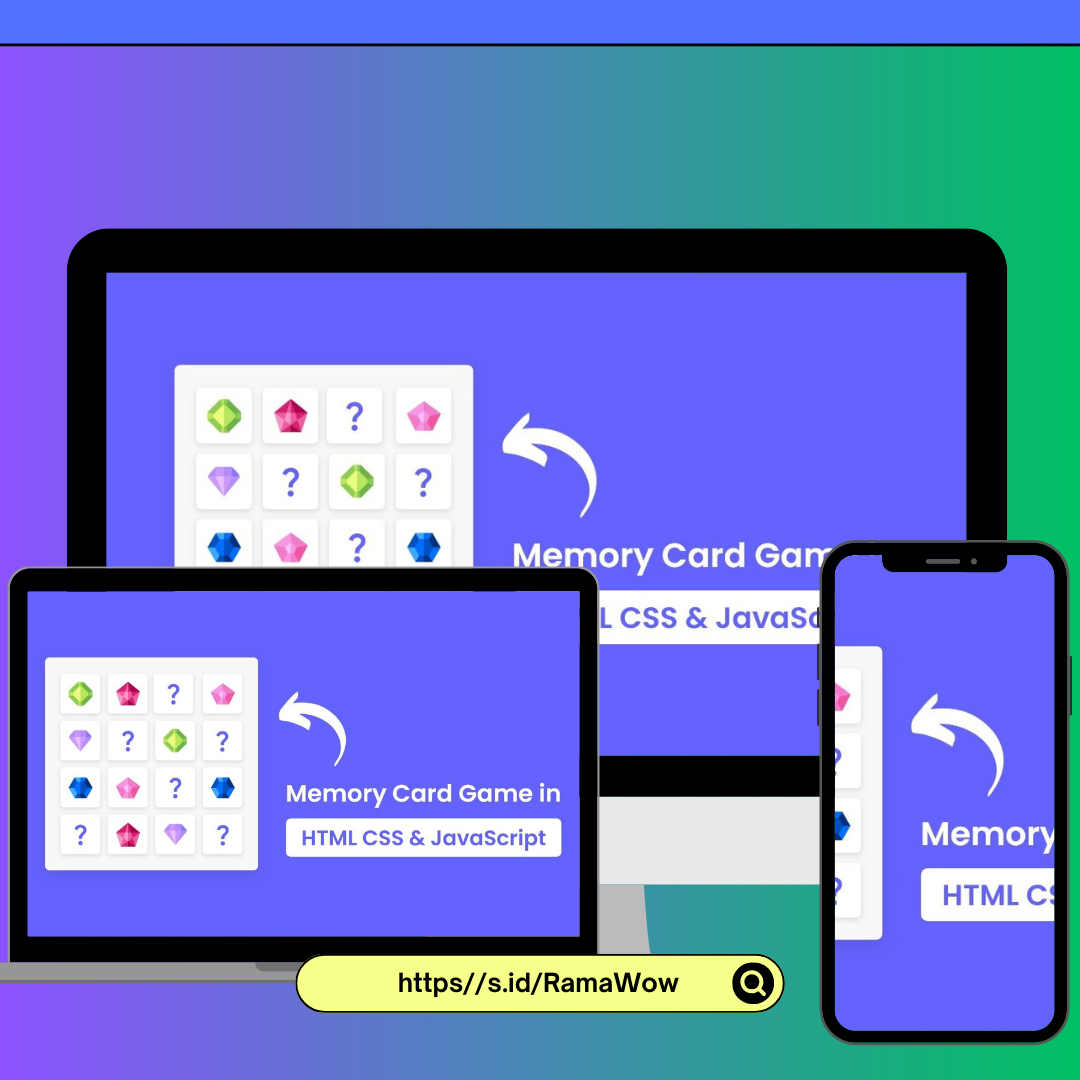 ?
? ?
?
Memory Card Gam
L CSS & JavaSc
?
? ?
?
? ?
Memory Card Game in
HTML CSS & JavaScript
?
?
Memory
HTML CS
https//s.id/RamaWow